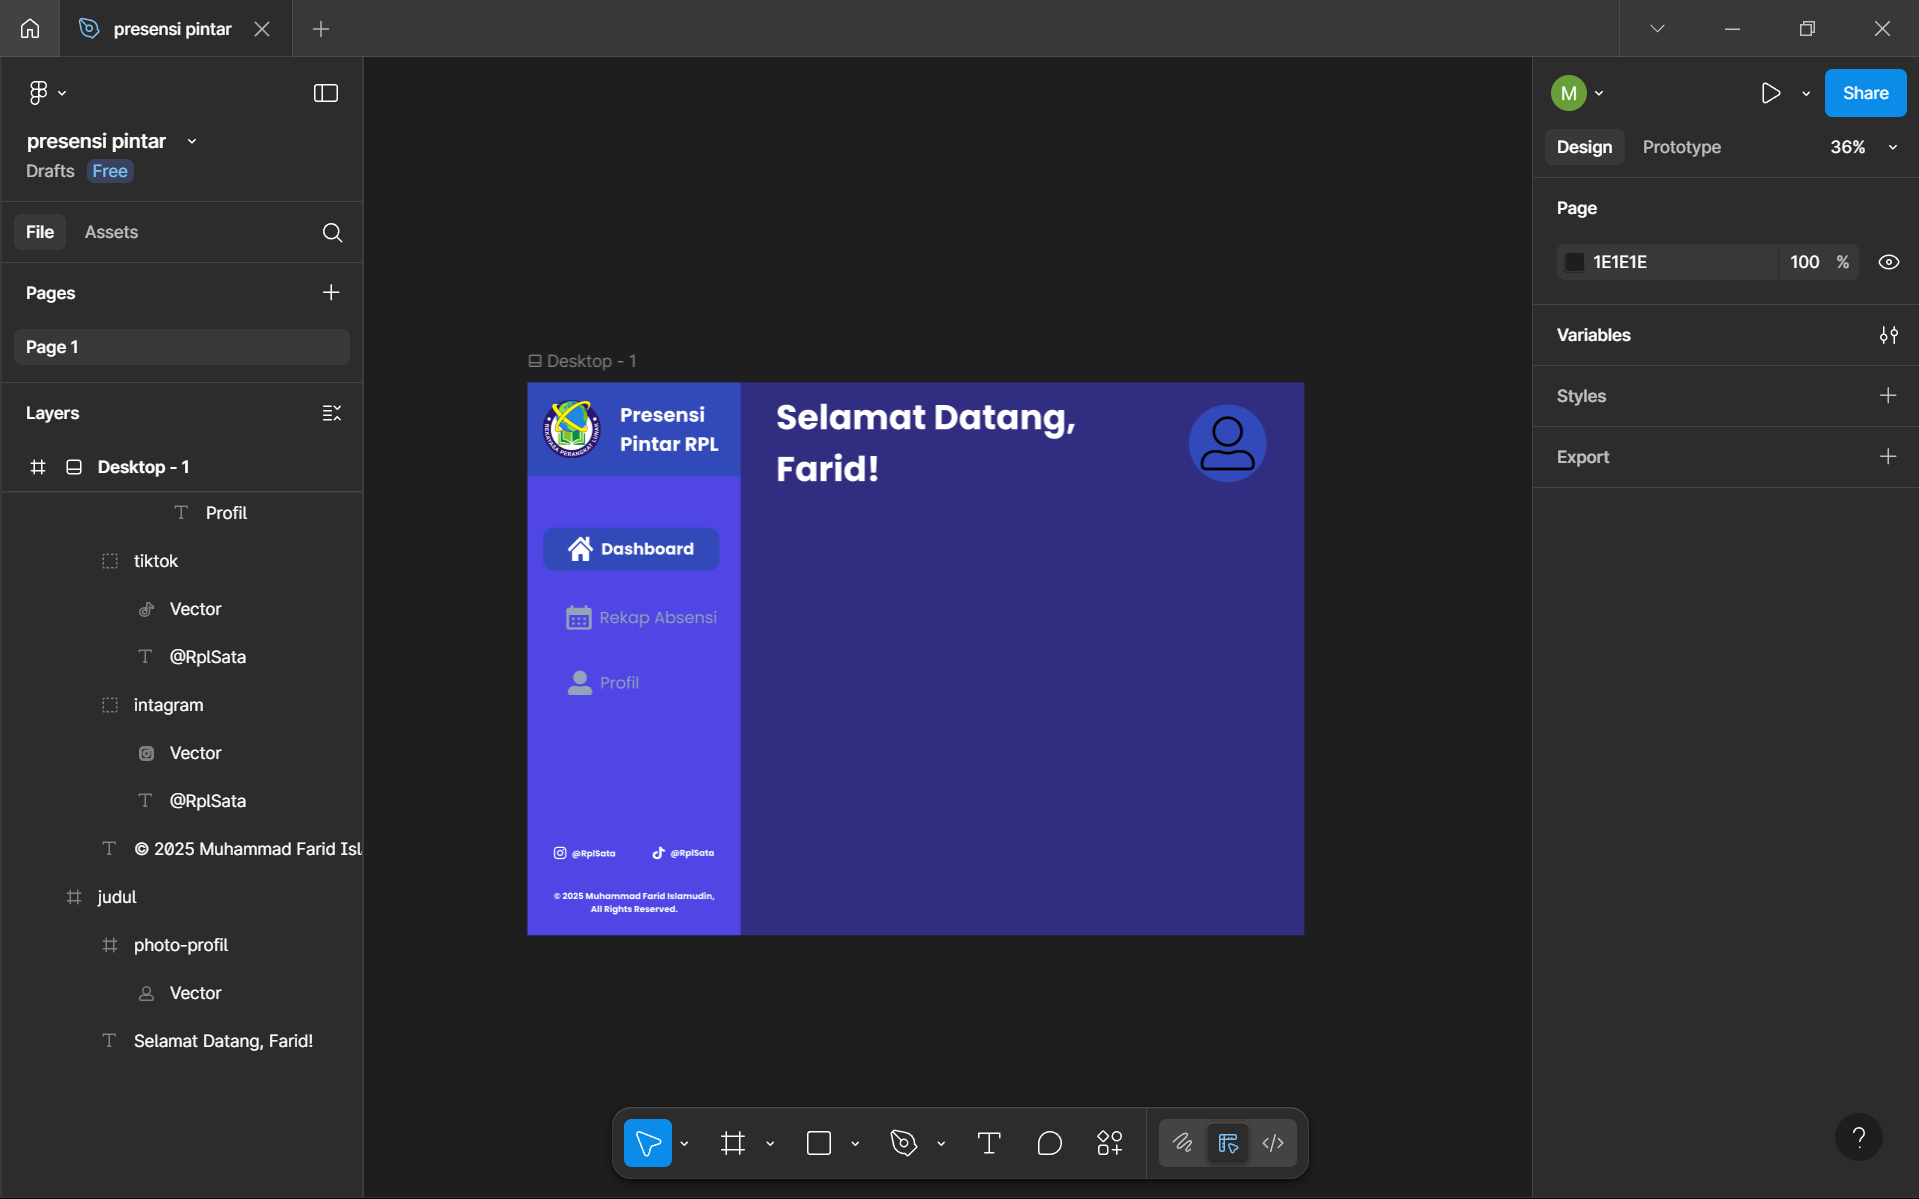 presensi pintar
presensi pintar
Drafts Free
File Assets
Pages
Page 1
Layers
Desktop - 1
Profil
tiktok
Vector
@RplSata
intagram
Vector
@RplSata
© 2025 Muhammad Farid Isl
judul
photo-profil
Vector
Selamat Datang, Farid!
Desktop - 1
REKAYASA PERANGKAT LUNAK
Presensi
Pintar RPL
Dashboard
Rekap Absensi
Profil
@RplSata @RplSata
© 2025 Muhammad Farid Islamudin,
All Rights Reserved.
Selamat Datang,
Farid!
M
Share
Design Prototype 36%
Page
1E1E1E 100 %
Variables
Styles
Export
?